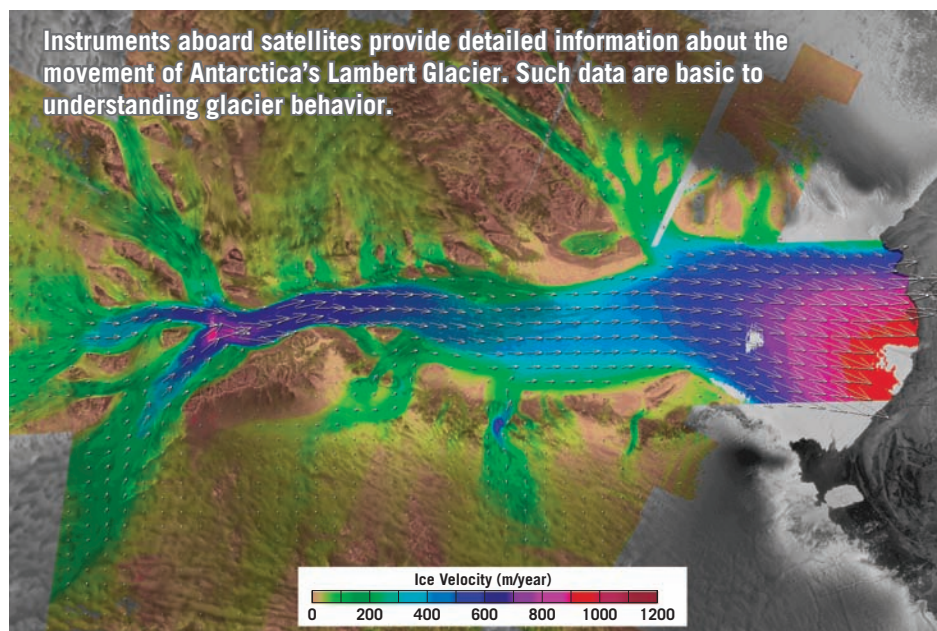 Instruments aboard satellites provide detailed information about the
movement of Antarctica's Lambert Glacier. Such data are basic to
understanding glacier behavior.
Ice Velocity (m/year)
0 200 400 600 800 1000 1200